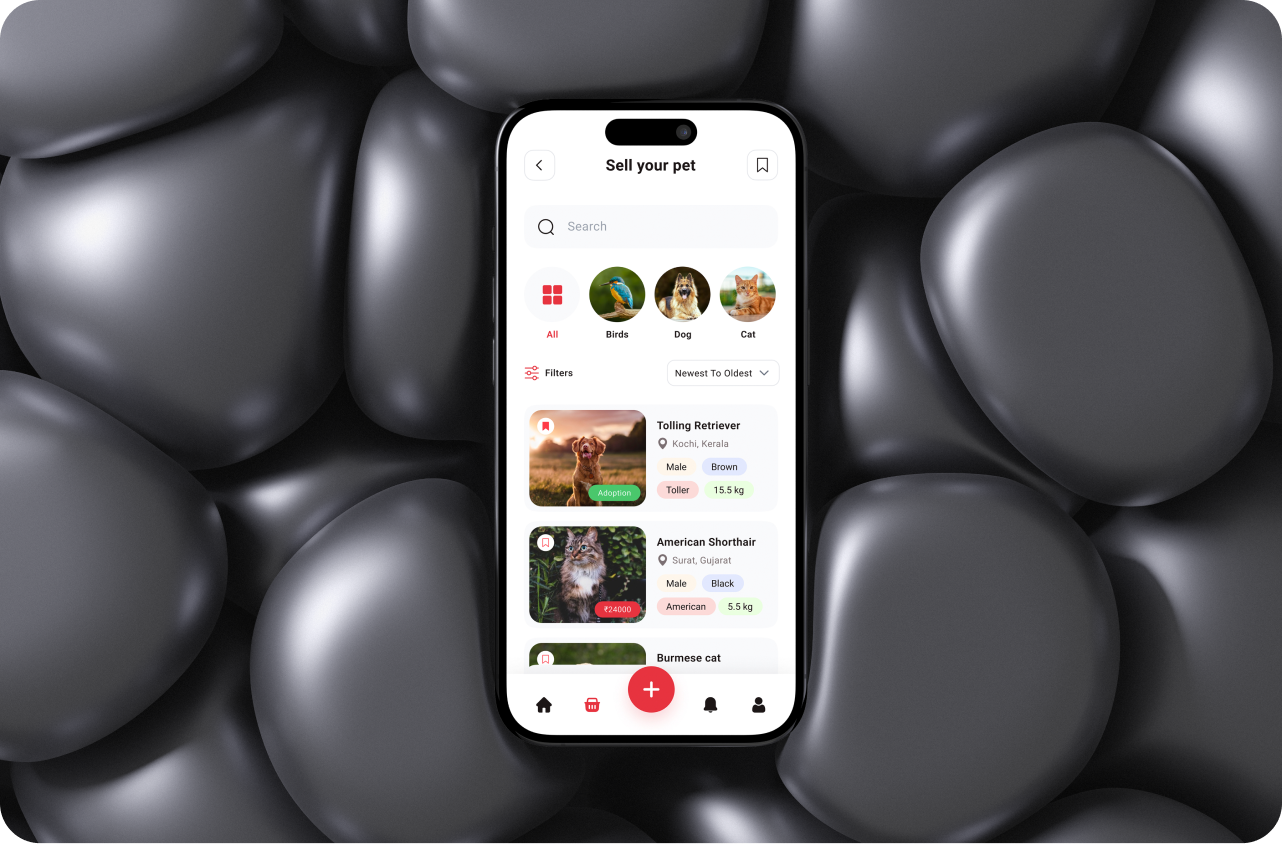 Sell your pet
Search
All
Birds
Dog
Cat
Filters
Newest To Oldest
Tolling Retriever
Kochi, Kerala
Male
Brown
Toller
15.5 kg
Adoption
American Shorthair
Surat, Gujarat
Male
Black
American
5.5 kg
₹24000
Burmese cat